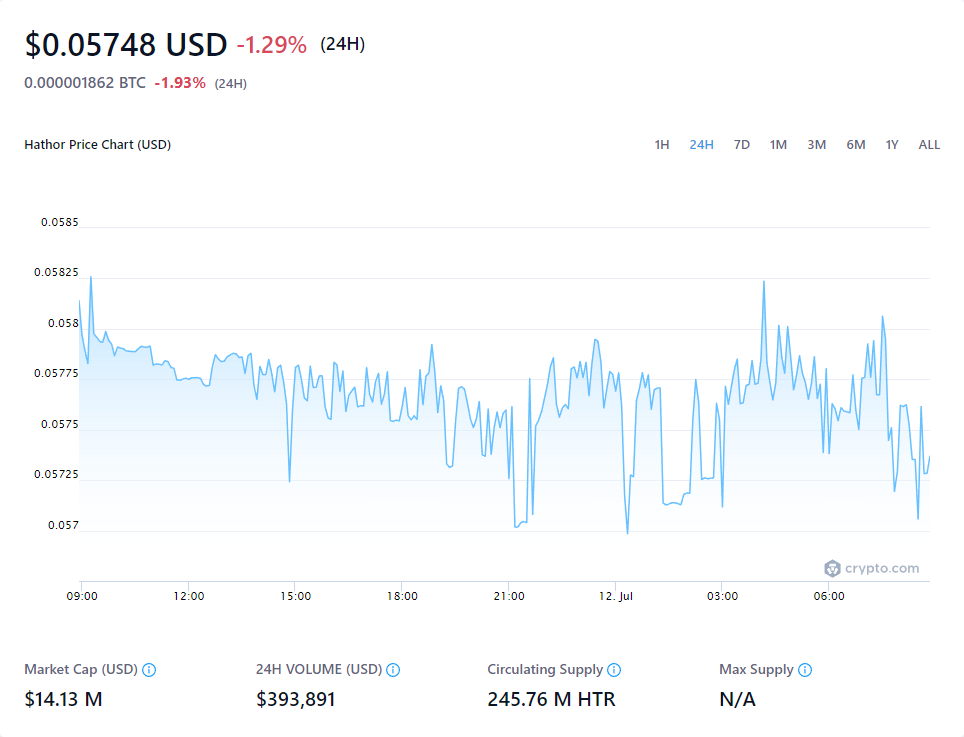 $0.05748 USD -1.29% (24H)
0.000001862 BTC -1.93% (24H)
Hathor Price Chart (USD) 1H 24H 7D 1M 3M 6M 1Y ALL
0.0585
0.05825
0.058
0.05775
0.0575
0.05725
0.057
crypto.com
09:00 12:00 15:00 18:00 21:00 12. Jul 03:00 06:00
Market Cap (USD) 24H VOLUME (USD) Circulating Supply Max Supply
$14.13 M $393,891 245.76 M HTR N/A